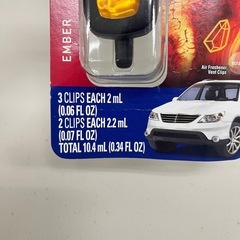 EMBER
Air Freshener
Vent Clips
3 CLIPS EACH 2 mL
(0.06 FL OZ)
2 CLIPS EACH 2.2 mL
(0.07 FL OZ)
TOTAL 10.4 mL (0.34 FL OZ)